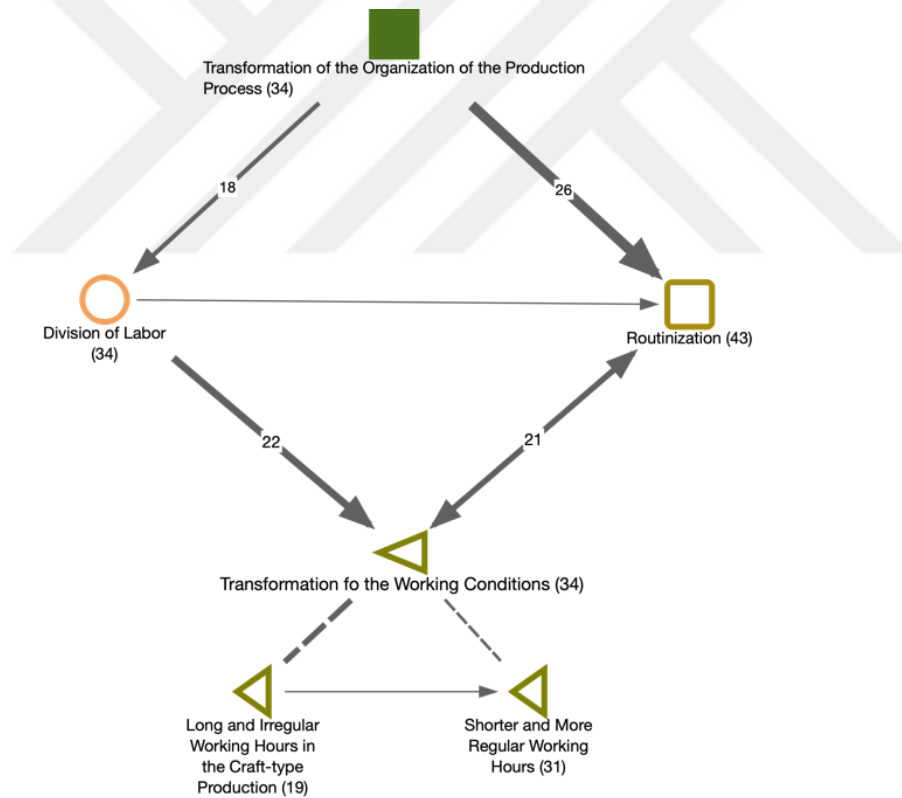 Transformation of the Organization of the Production
Process (34)
18
26
Division of Labor
(34)
Routinization (43)
22
21
Transformation fo the Working Conditions (34)
Long and Irregular
Working Hours in
the Craft-type
Production (19)
Shorter and More
Regular Working
Hours (31)